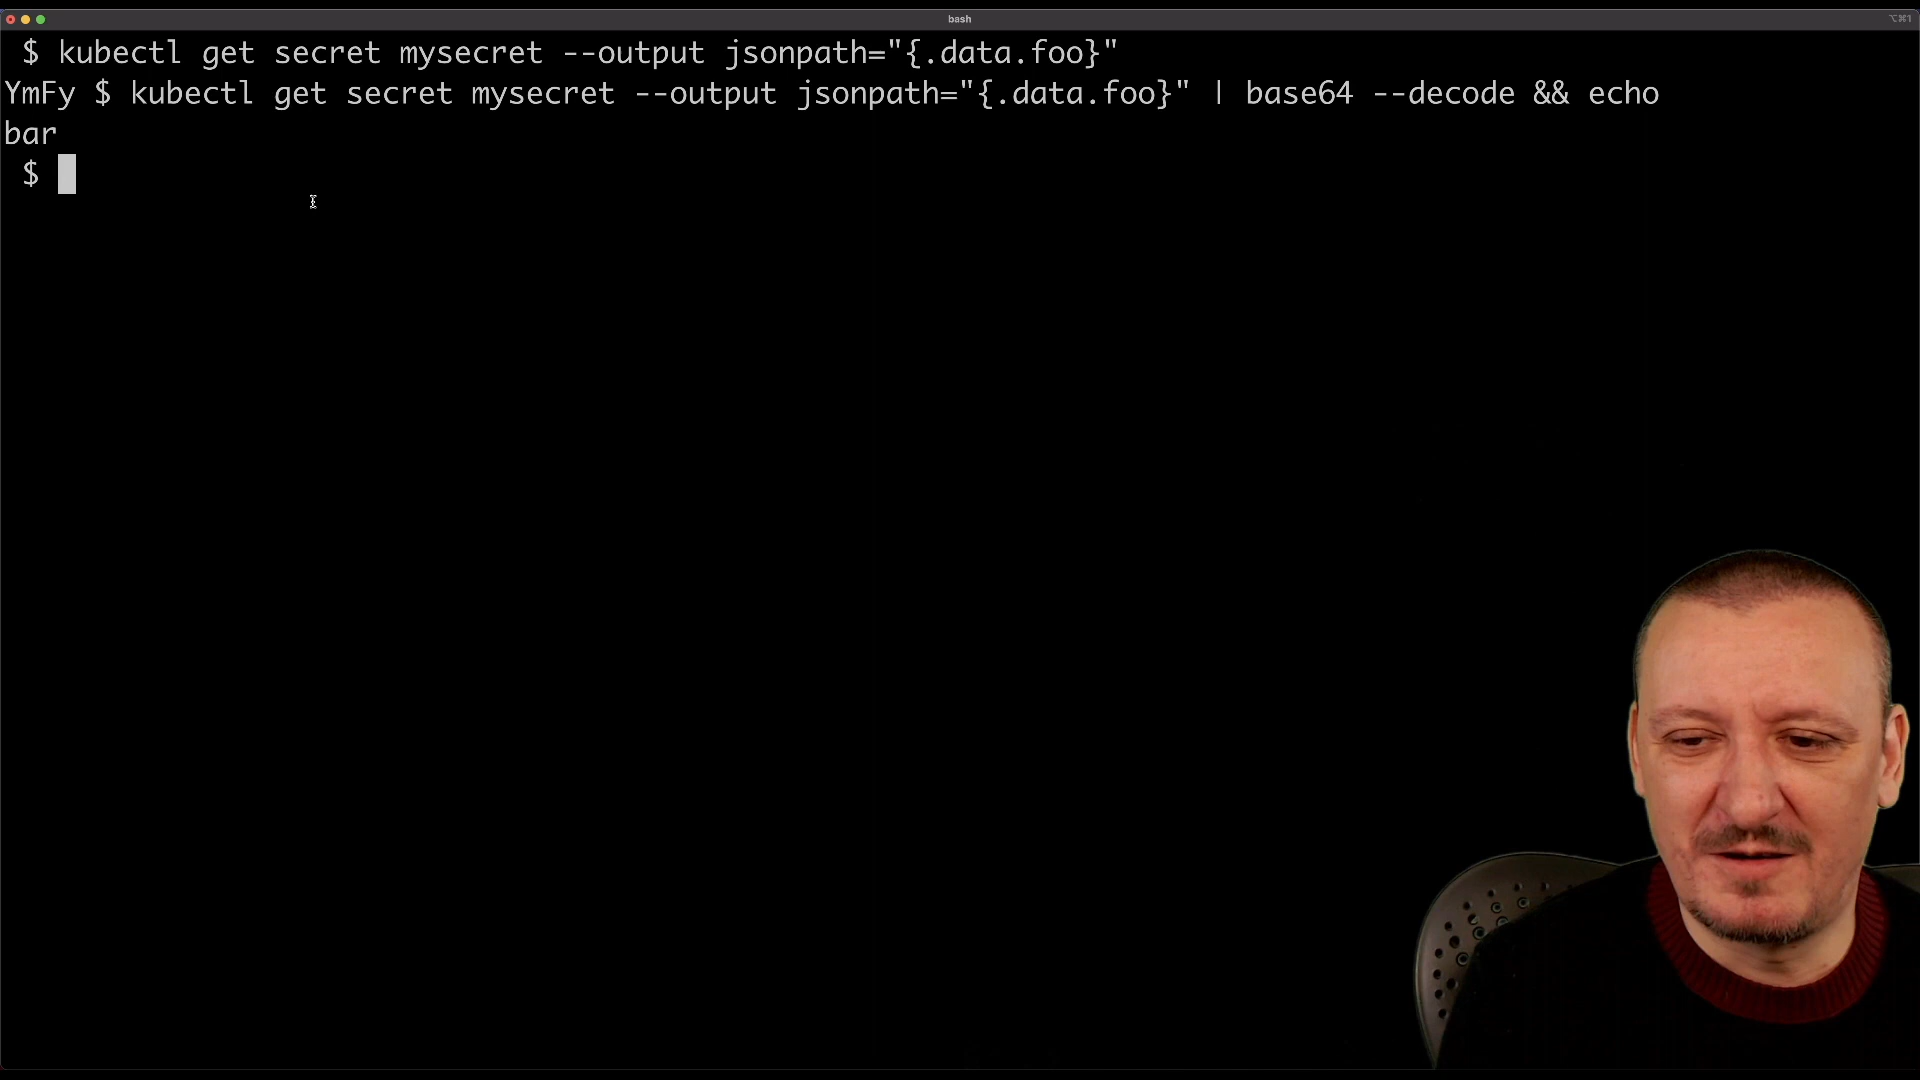 bash
⌥⌘1
$ kubectl get secret mysecret --output jsonpath="{.data.foo}"
YmFy $ kubectl get secret mysecret --output jsonpath="{.data.foo}" | base64 --decode && echo
bar
$